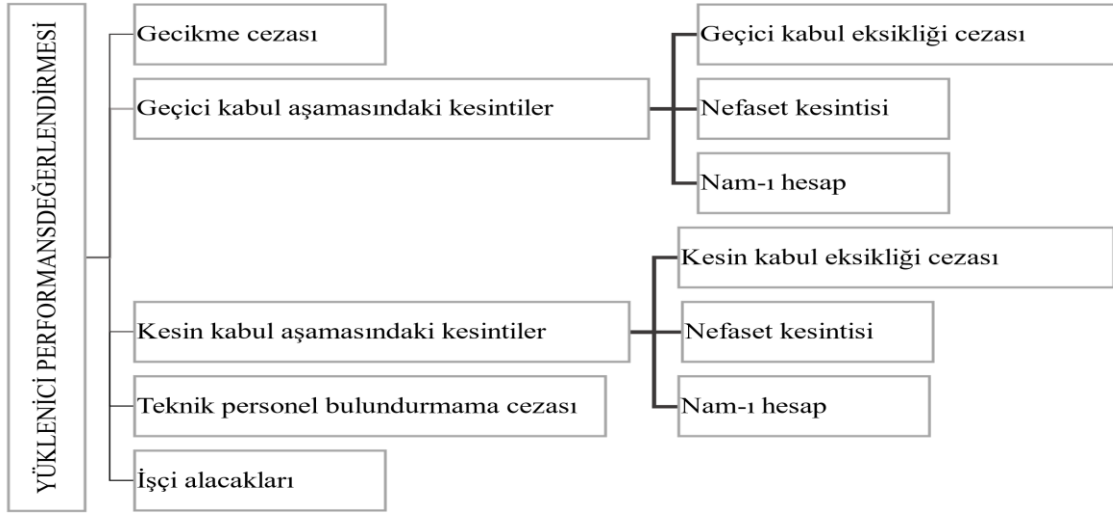 YÜKLENİCİ PERFORMANSDEĞERLENDİRMESİ
Gecikme cezası
Geçici kabul aşamasındaki kesintiler
Geçici kabul eksikliği cezası
Nefaset kesintisi
Nam-ı hesap
Kesin kabul aşamasındaki kesintiler
Kesin kabul eksikliği cezası
Nefaset kesintisi
Nam-ı hesap
Teknik personel bulundurmama cezası
İşçi alacakları